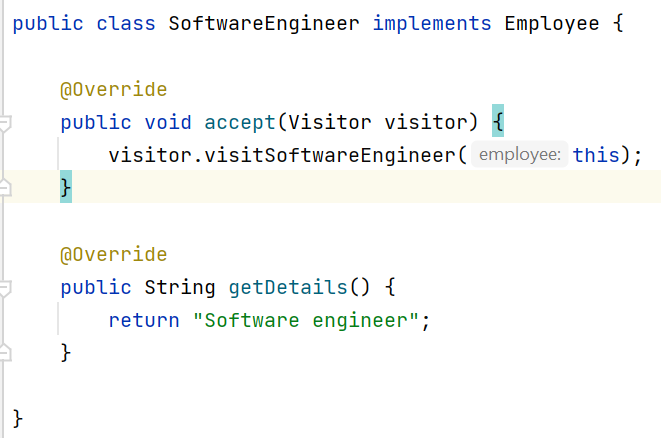 public class SoftwareEngineer implements Employee {
@Override
public void accept(Visitor visitor) {
visitor.visitSoftwareEngineer( employee: this);
}
@Override
public String getDetails() {
return "Software engineer";
}
}